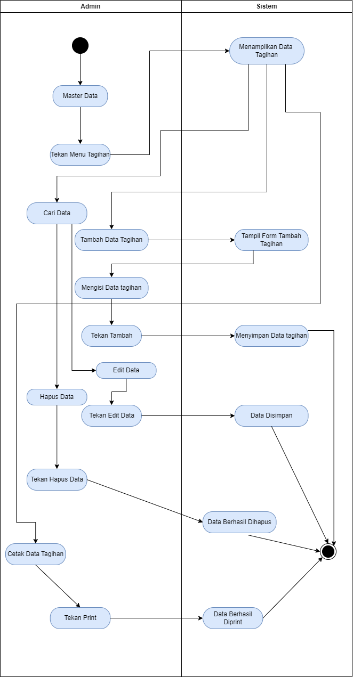 Admin
Sistem
Menampilkan Data
Tagihan
Master Data
Tekan Menu Tagihan
Cari Data
Tambah Data Tagihan
Tampil Form Tambah
Tagihan
Mengisi Data tagihan
Tekan Tambah
Menyimpan Data tagihan
Edit Data
Hapus Data
Tekan Edit Data
Data Disimpan
Tekan Hapus Data
Data Berhasil Dihapus
Cetak Data Tagihan
Tekan Print
Data Berhasil
Diprint